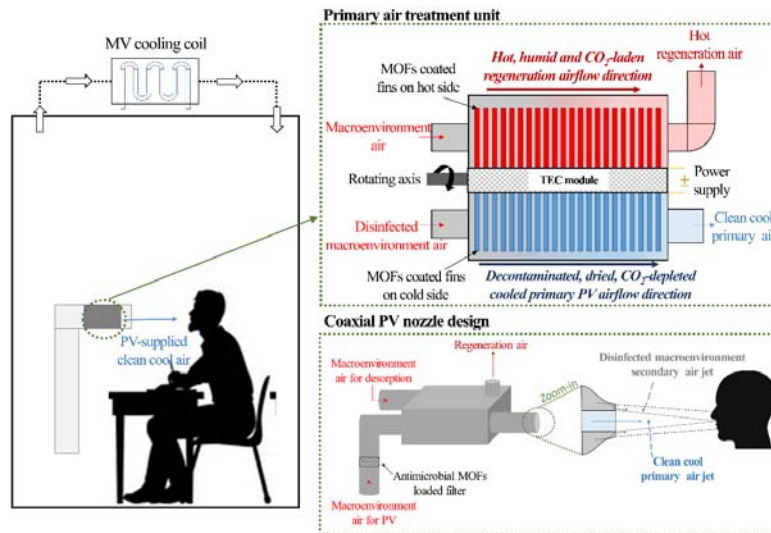 MV cooling coil
PV-supplied
clean cool air
Primary air treatment unit
Hot
regeneration air
MOFs coated
fins on hot side
Hot, humid and CO₂-laden
regeneration airflow direction
Macroenvironment
air
Rotating axis
TEC module
Power
supply
Disinfected
macroenvironment air
Clean cool
primary air
MOFs coated fins
on cold side
Decontaminated, dried, CO₂-depleted
cooled primary PV airflow direction
Coaxial PV nozzle design
Regeneration air
Macroenvironment
air for desorption
Zoom-in
Disinfected macroenvironment
secondary air jet
Clean cool
primary air jet
Antimicrobial MOFs
loaded filter
Macroenvironment
air for PV